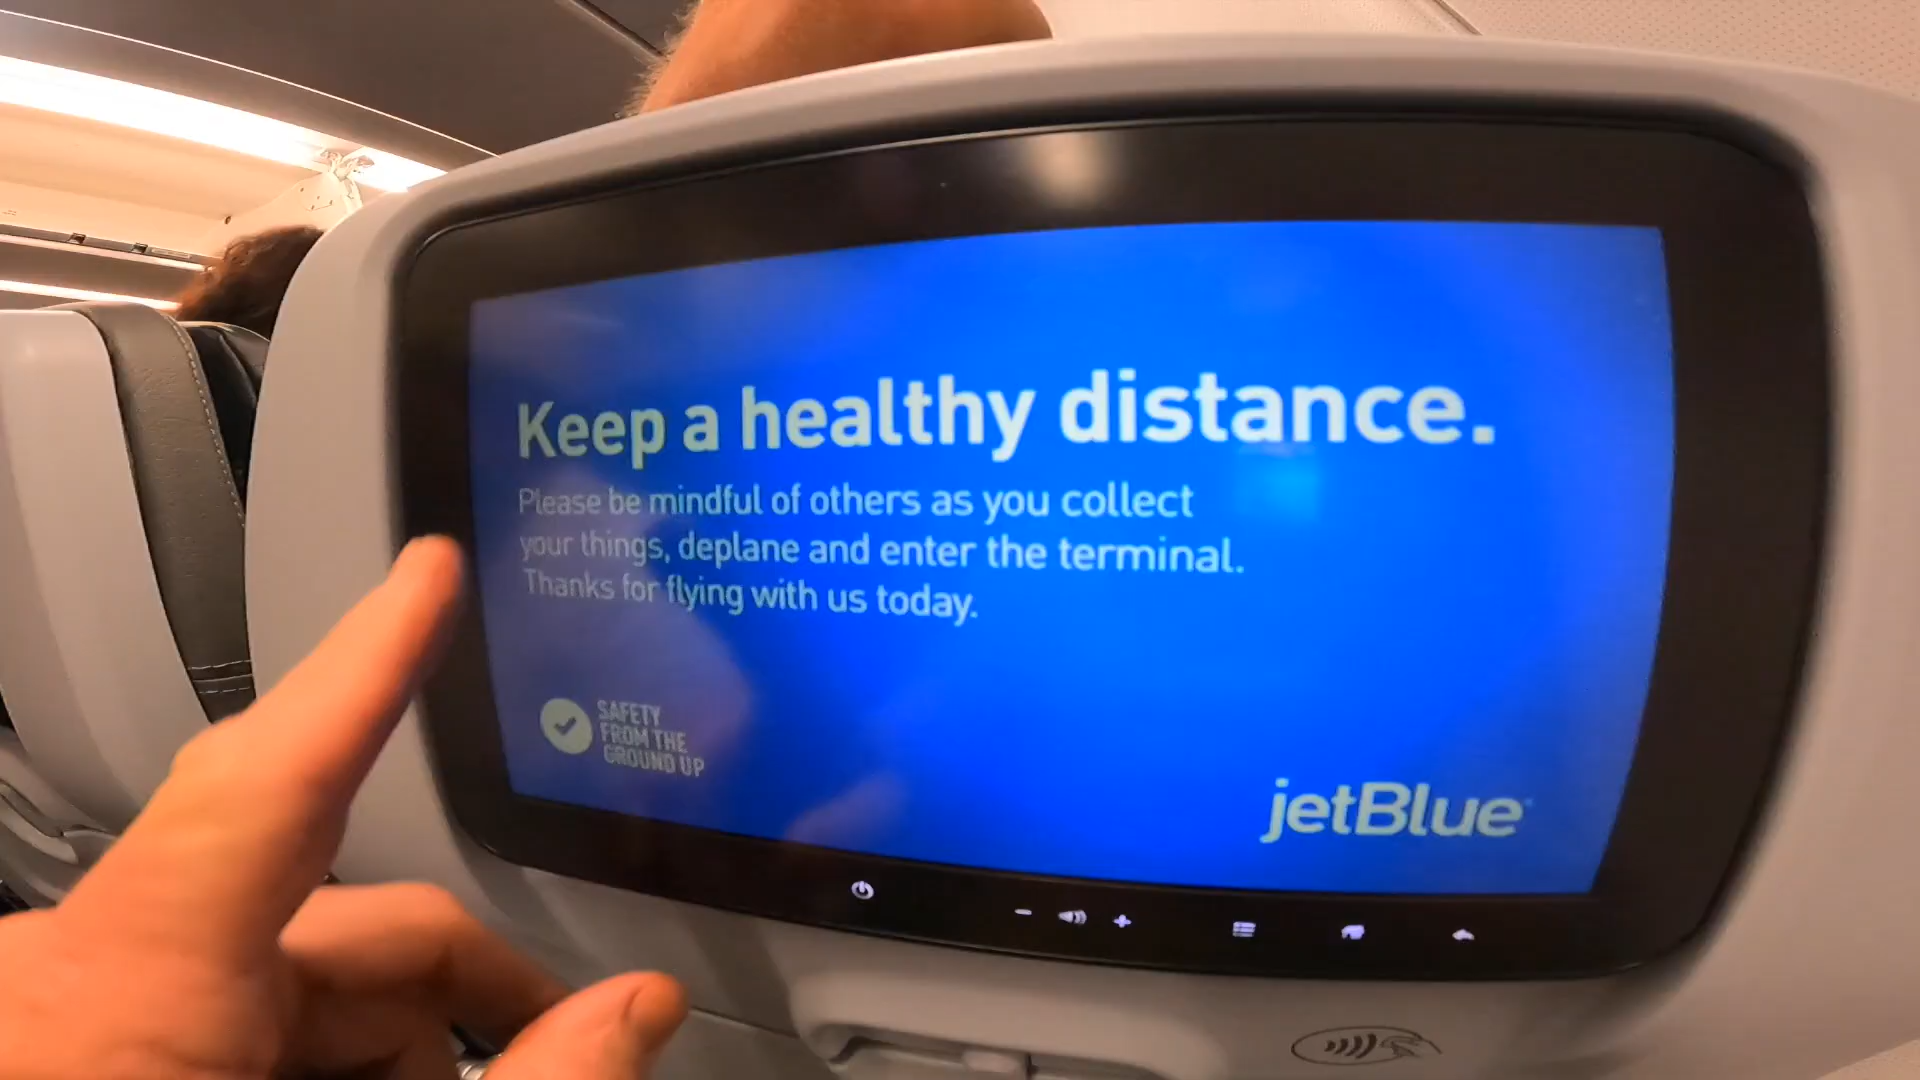 Keep a healthy distance.
Please be mindful of others as you collect
your things, deplane and enter the terminal.
Thanks for flying with us today.
SAFETY
FROM THE
GROUND UP
jetBlue